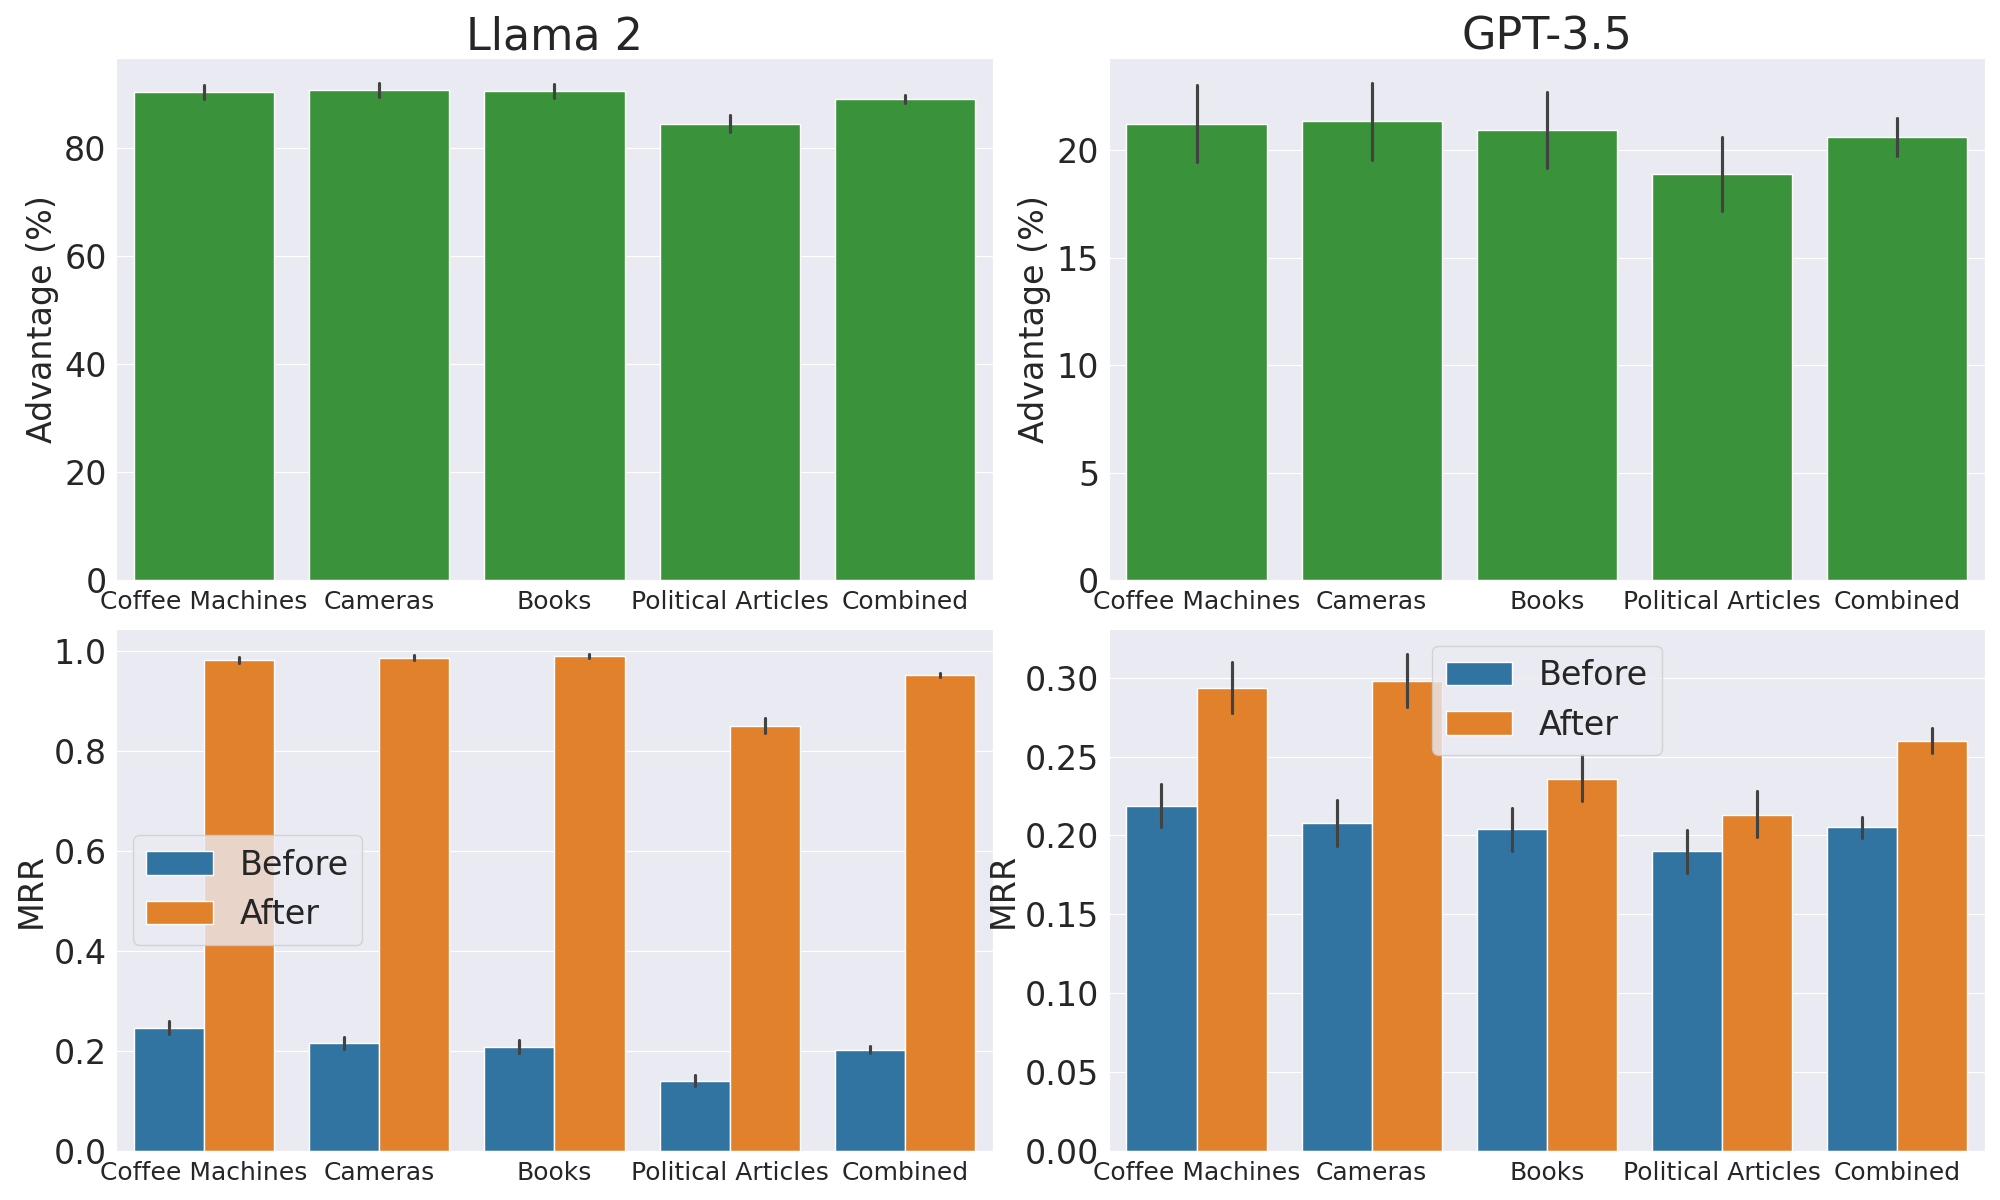 Llama 2
Advantage (%)
80
60
40
20
0
Coffee Machines Cameras Books Political Articles Combined
GPT-3.5
Advantage (%)
20
15
10
5
0
Coffee Machines Cameras Books Political Articles Combined
MRR
1.0
0.8
0.6
0.4
0.2
0.0
Before
After
Coffee Machines Cameras Books Political Articles Combined
MRR
0.30
0.25
0.20
0.15
0.10
0.05
0.00
Before
After
Coffee Machines Cameras Books Political Articles Combined